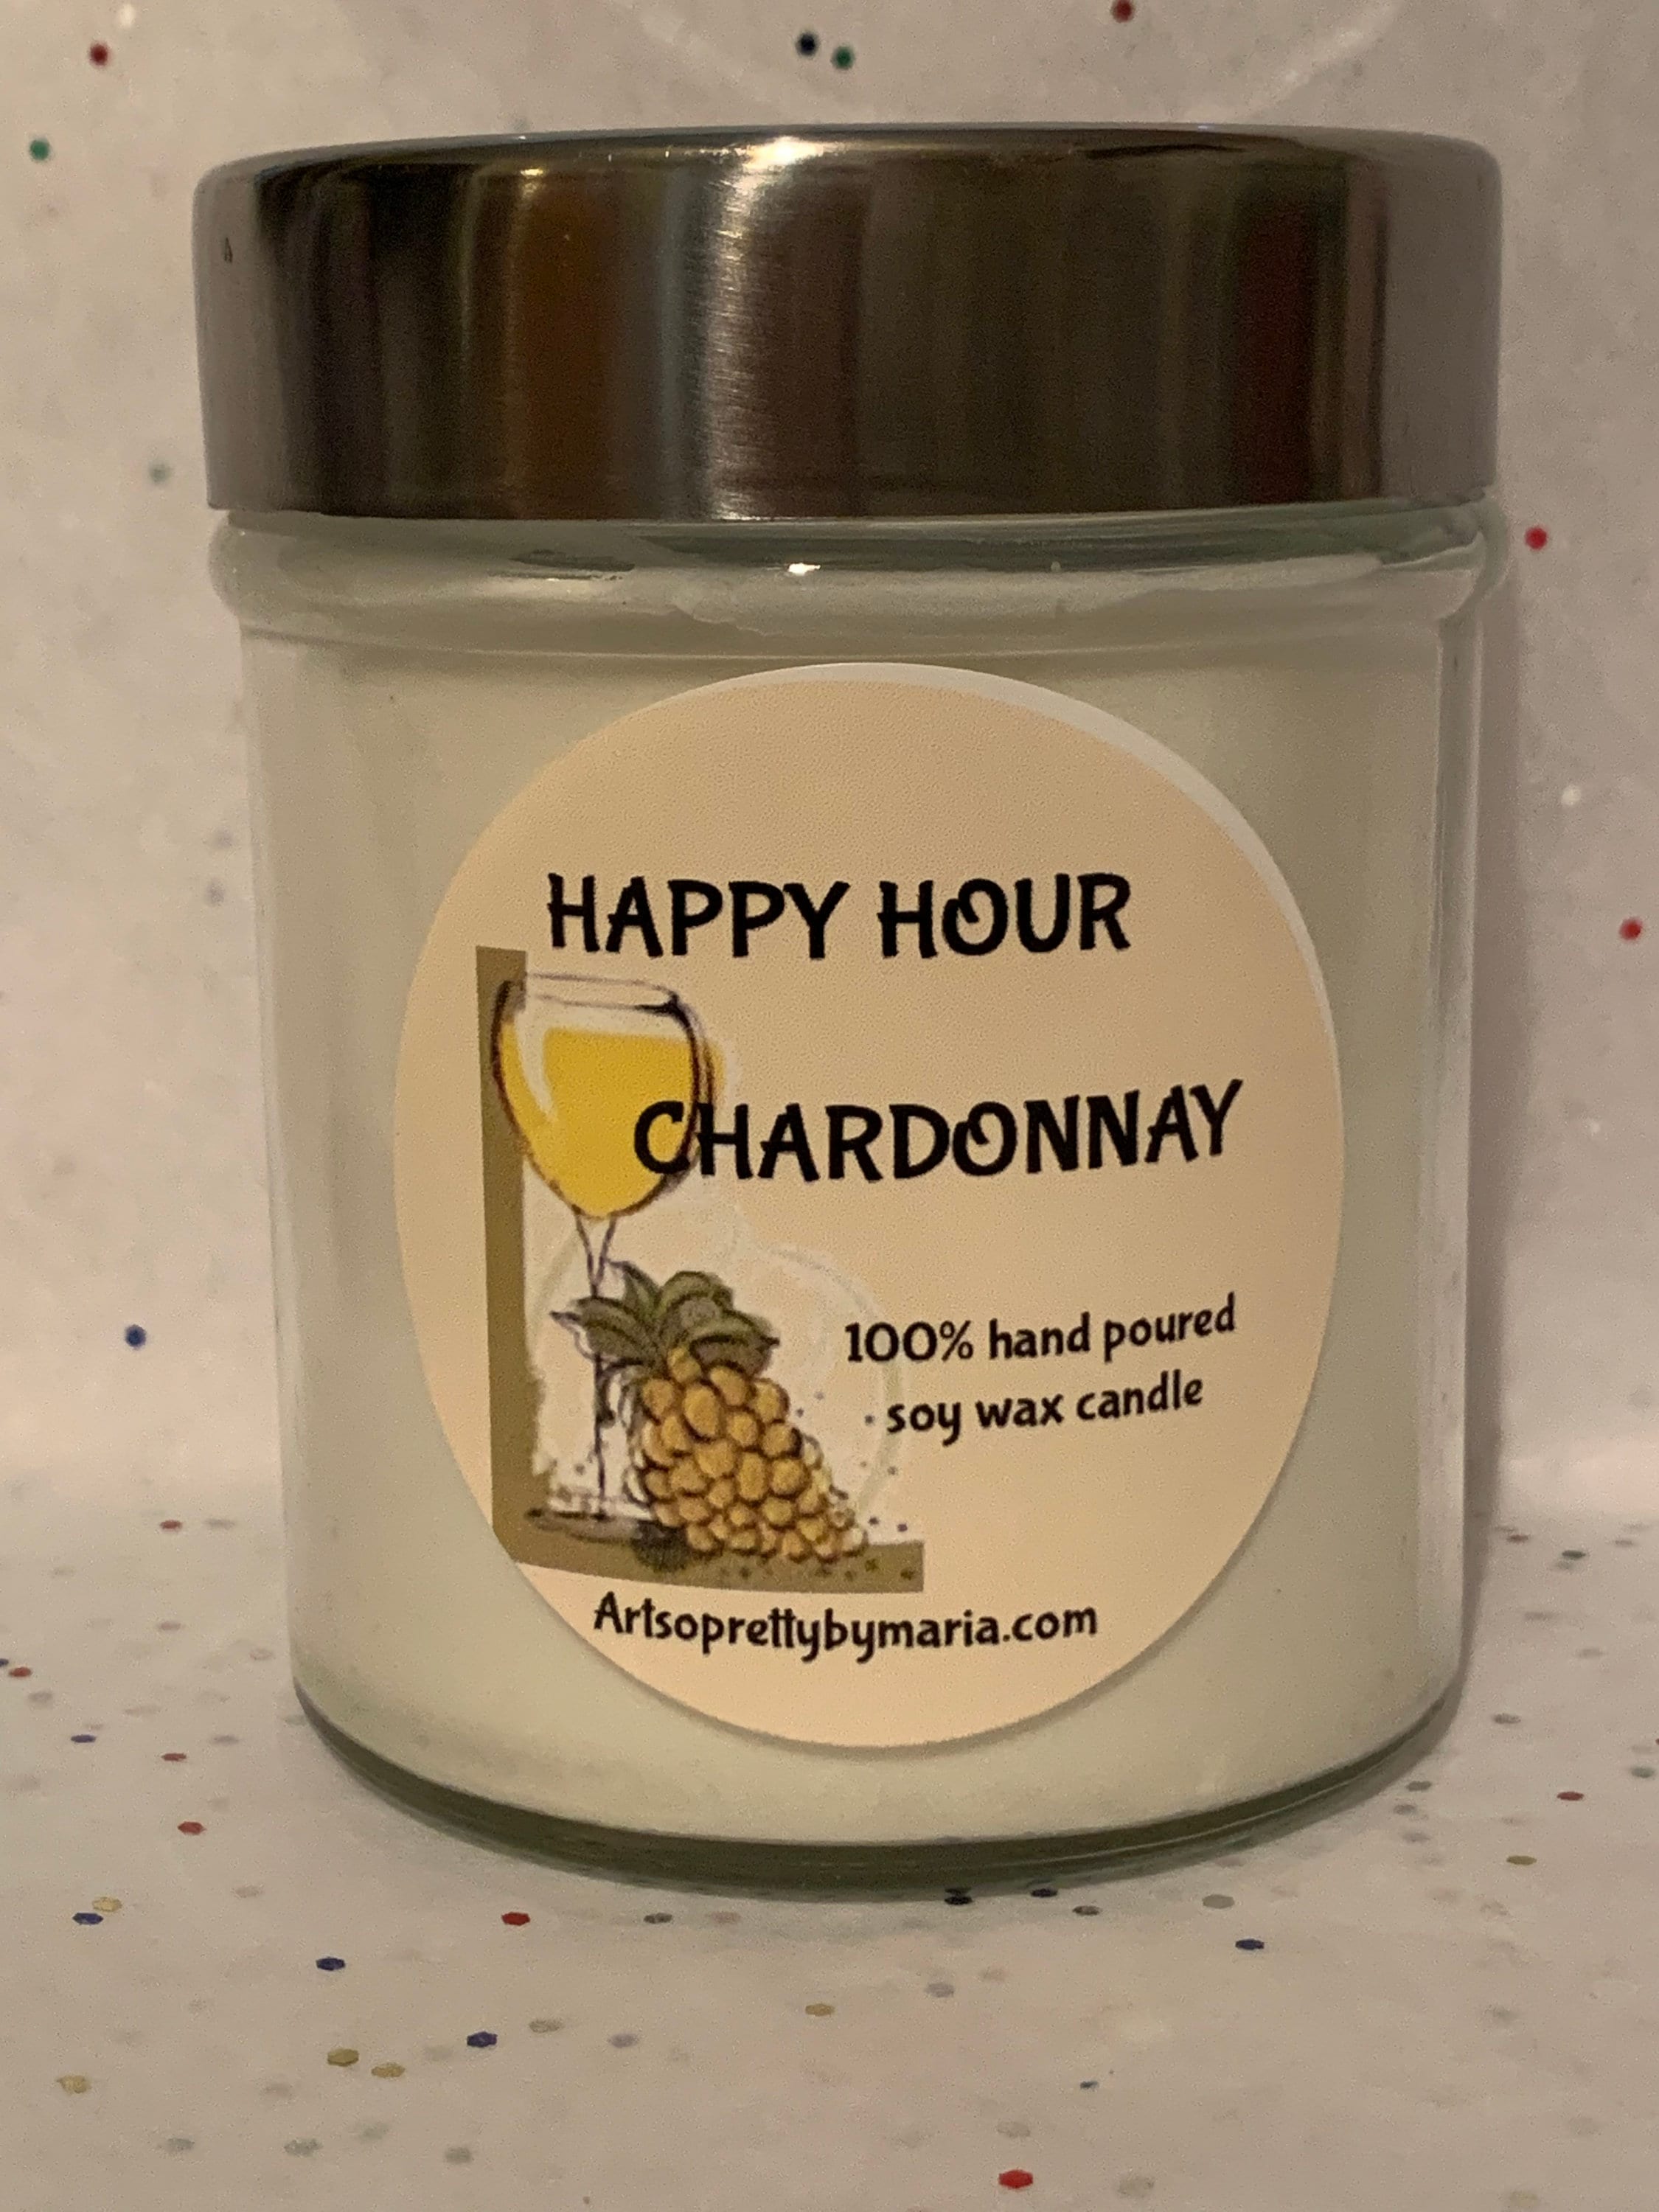 HAPPY HOUR
CHARDONNAY
100% hand poured
soy wax candle
Artsoprettybymaria.com